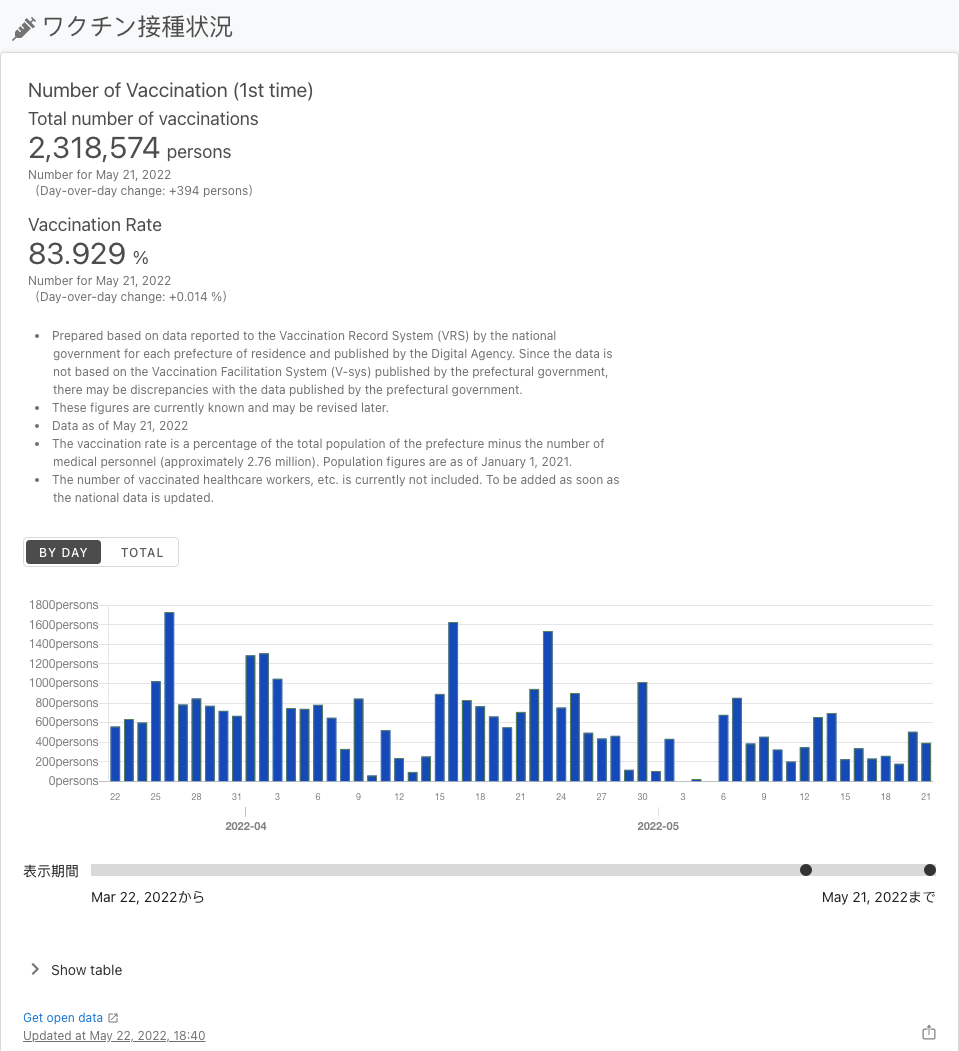 ワクチン接種状況
Number of Vaccination (1st time)
Total number of vaccinations
2,318,574 persons
Number for May 21, 2022
(Day-over-day change: +394 persons)
Vaccination Rate
83.929 %
Number for May 21, 2022
(Day-over-day change: +0.014 %)
• Prepared based on data reported to the Vaccination Record System (VRS) by the national
government for each prefecture of residence and published by the Digital Agency. Since the data is
not based on the Vaccination Facilitation System (V-sys) published by the prefectural government,
there may be discrepancies with the data published by the prefectural government.
• These figures are currently known and may be revised later.
• Data as of May 21, 2022
• The vaccination rate is a percentage of the total population of the prefecture minus the number of
medical personnel (approximately 2.76 million). Population figures are as of January 1, 2021.
• The number of vaccinated healthcare workers, etc. is currently not included. To be added as soon as
the national data is updated.
BY DAY TOTAL
1800persons
1600persons
1400persons
1200persons
1000persons
800persons
600persons
400persons
200persons
0persons
22 25 28 31 3 6 9 12 15 18 21 24 27 30 3 6 9 12 15 18 21
2022-04 2022-05
表示期間
Mar 22, 2022から May 21, 2022まで
Show table
Get open data
Updated at May 22, 2022, 18:40